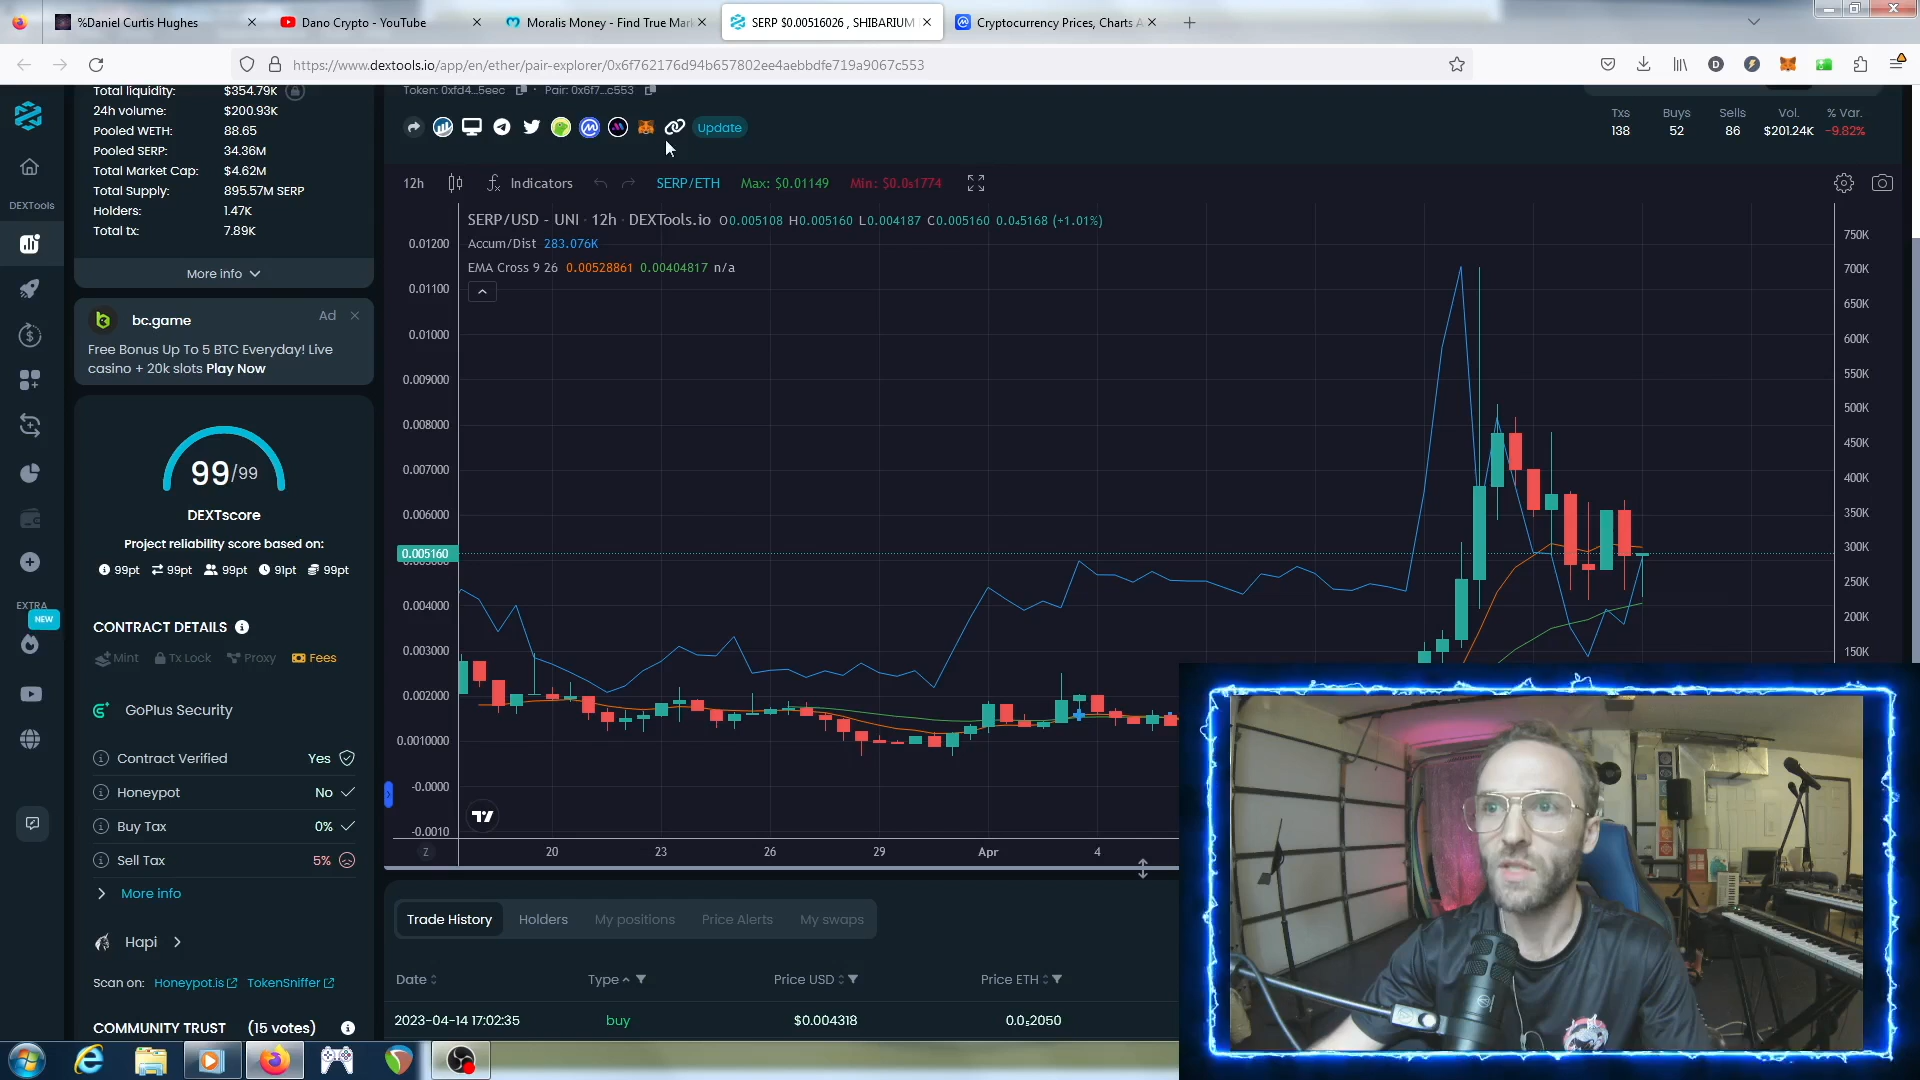 %Daniel Curtis Hughes
Dano Crypto - YouTube
Moralis Money - Find True Mar
SERP $0.00516026 , SHIBARIUM
Cryptocurrency Prices, Charts A
https://www.dextools.io/app/en/ether/pair-explorer/0x6f762176d94b657802ee4aebbdfe719a9067c553
Total liquidity: $354.79K
24h volume: $200.93K
Pooled WETH: 88.65
Pooled SERP: 34.36M
Total Market Cap: $4.62M
Total Supply: 895.57M SERP
Holders: 1.47K
Total tx: 7.89K
More info
DEXTools
EXTRA
NEW
bc.game
Ad
Free Bonus Up To 5 BTC Everyday! Live
casino + 20k slots Play Now
99/99
DEXTscore
Project reliability score based on:
99pt 99pt 99pt 91pt 99pt
CONTRACT DETAILS
Mint Tx Lock Proxy Fees
GoPlus Security
Contract Verified Yes
Honeypot No
Buy Tax 0%
Sell Tax 5%
More info
Hapi
Scan on: Honeypot.is TokenSniffer
COMMUNITY TRUST (15 votes)
Token: 0xfd4...5eec · Pair: 0x6f7...c553
Update
Txs Buys Sells Vol. % Var.
138 52 86 $201.24K -9.82%
12h Indicators SERP/ETH Max: $0.01149 Min: $0.0₅1774
SERP/USD - UNI · 12h · DEXTools.io O0.005108 H0.005160 L0.004187 C0.005160 0.0₄5168 (+1.01%)
Accum/Dist 283.076K
EMA Cross 9 26 0.00528861 0.00404817 n/a
0.01200
0.01100
0.01000
0.009000
0.008000
0.007000
0.006000
0.005160
0.004000
0.003000
0.002000
0.0001000
-0.0000
-0.0010
750K
700K
650K
600K
550K
500K
450K
400K
350K
300K
250K
200K
150K
Z 20 23 26 29 Apr 4
Trade History Holders My positions Price Alerts My swaps
Date Type Price USD Price ETH
2023-04-14 17:02:35 buy $0.004318 0.0₅2050